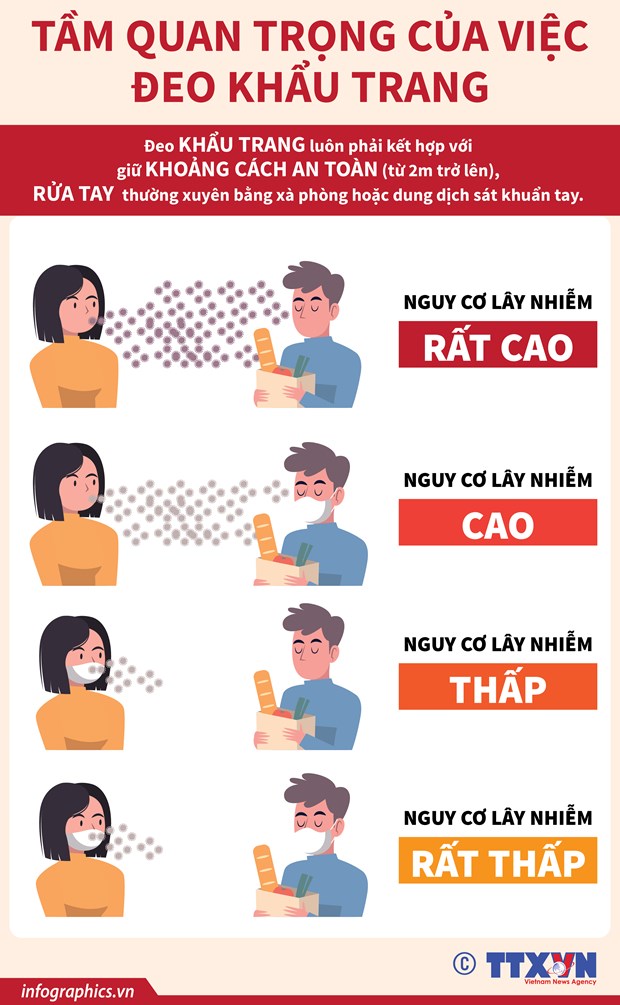 TẦM QUAN TRỌNG CỦA VIỆC
ĐEO KHẨU TRANG
Đeo KHẨU TRANG luôn phải kết hợp với
giữ KHOẢNG CÁCH AN TOÀN (từ 2m trở lên),
RỬA TAY thường xuyên bằng xà phòng hoặc dung dịch sát khuẩn tay.
NGUY CƠ LÂY NHIỄM
RẤT CAO
NGUY CƠ LÂY NHIỄM
CAO
NGUY CƠ LÂY NHIỄM
THẤP
NGUY CƠ LÂY NHIỄM
RẤT THẤP
© TTXVN
Vietnam News Agency
infographics.vn